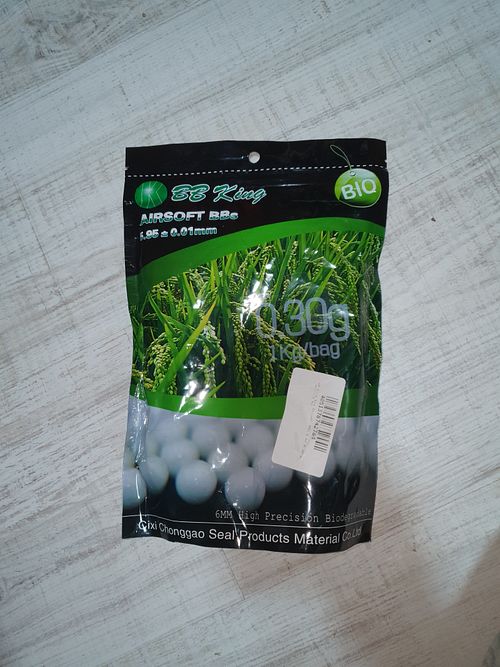 BB King
BIO
AIRSOFT BBs
5.95 ± 0.01mm
0.30g
1Kg/bag
6MM High Precision Biodegradable
Cixi Chonggao Seal Products Material Co.Ltd